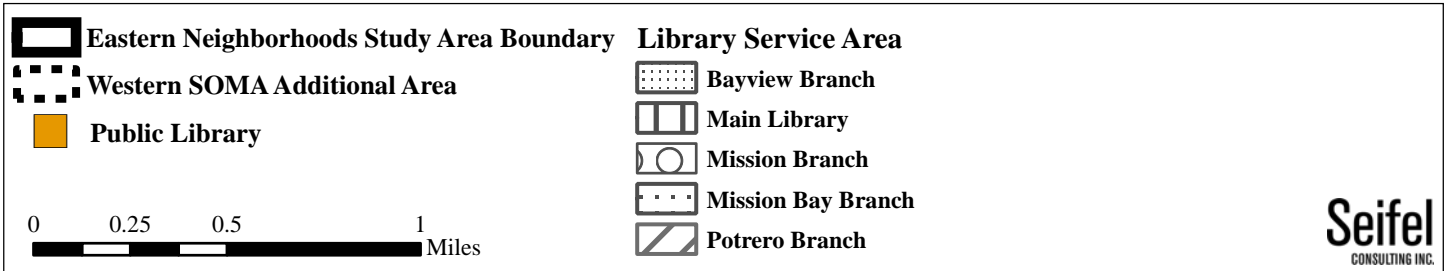 Eastern Neighborhoods Study Area Boundary
Western SOMA Additional Area
Public Library
0 0.25 0.5 1
Miles
Library Service Area
Bayview Branch
Main Library
Mission Branch
Mission Bay Branch
Potrero Branch
Seifel
CONSULTING INC.